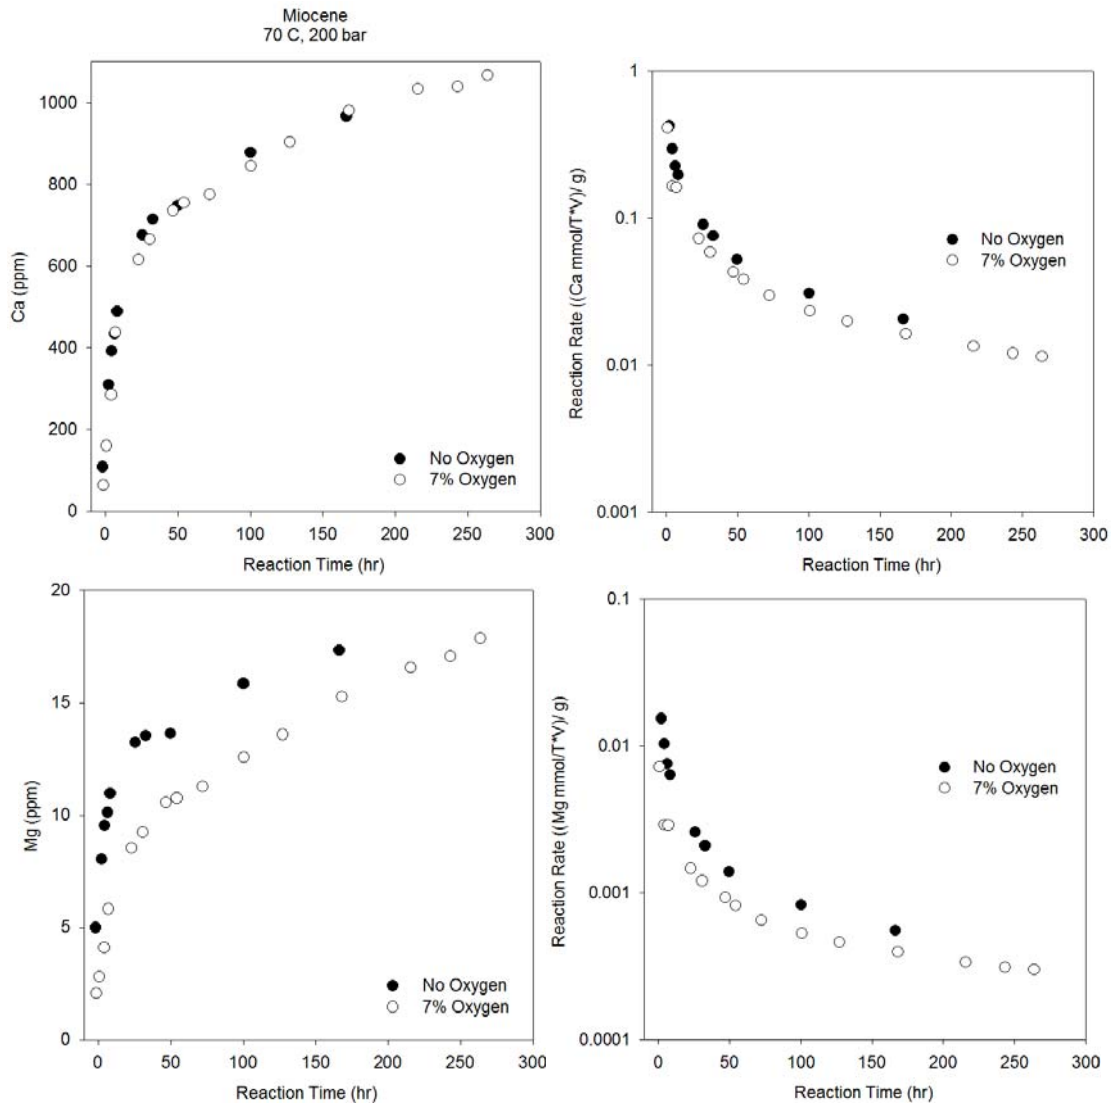 Miocene
70 C, 200 bar
1000
800
600
400
200
0
Ca (ppm)
No Oxygen
7% Oxygen
0 50 100 150 200 250 300
Reaction Time (hr)
1
0.1
0.01
0.001
Reaction Rate ((Ca mmol/T*V)/ g)
No Oxygen
7% Oxygen
0 50 100 150 200 250 300
Reaction Time (hr)
20
15
10
5
0
Mg (ppm)
No Oxygen
7% Oxygen
0 50 100 150 200 250 300
Reaction Time (hr)
0.1
0.01
0.001
0.0001
Reaction Rate ((Mg mmol/T*V)/ g)
No Oxygen
7% Oxygen
0 50 100 150 200 250 300
Reaction Time (hr)